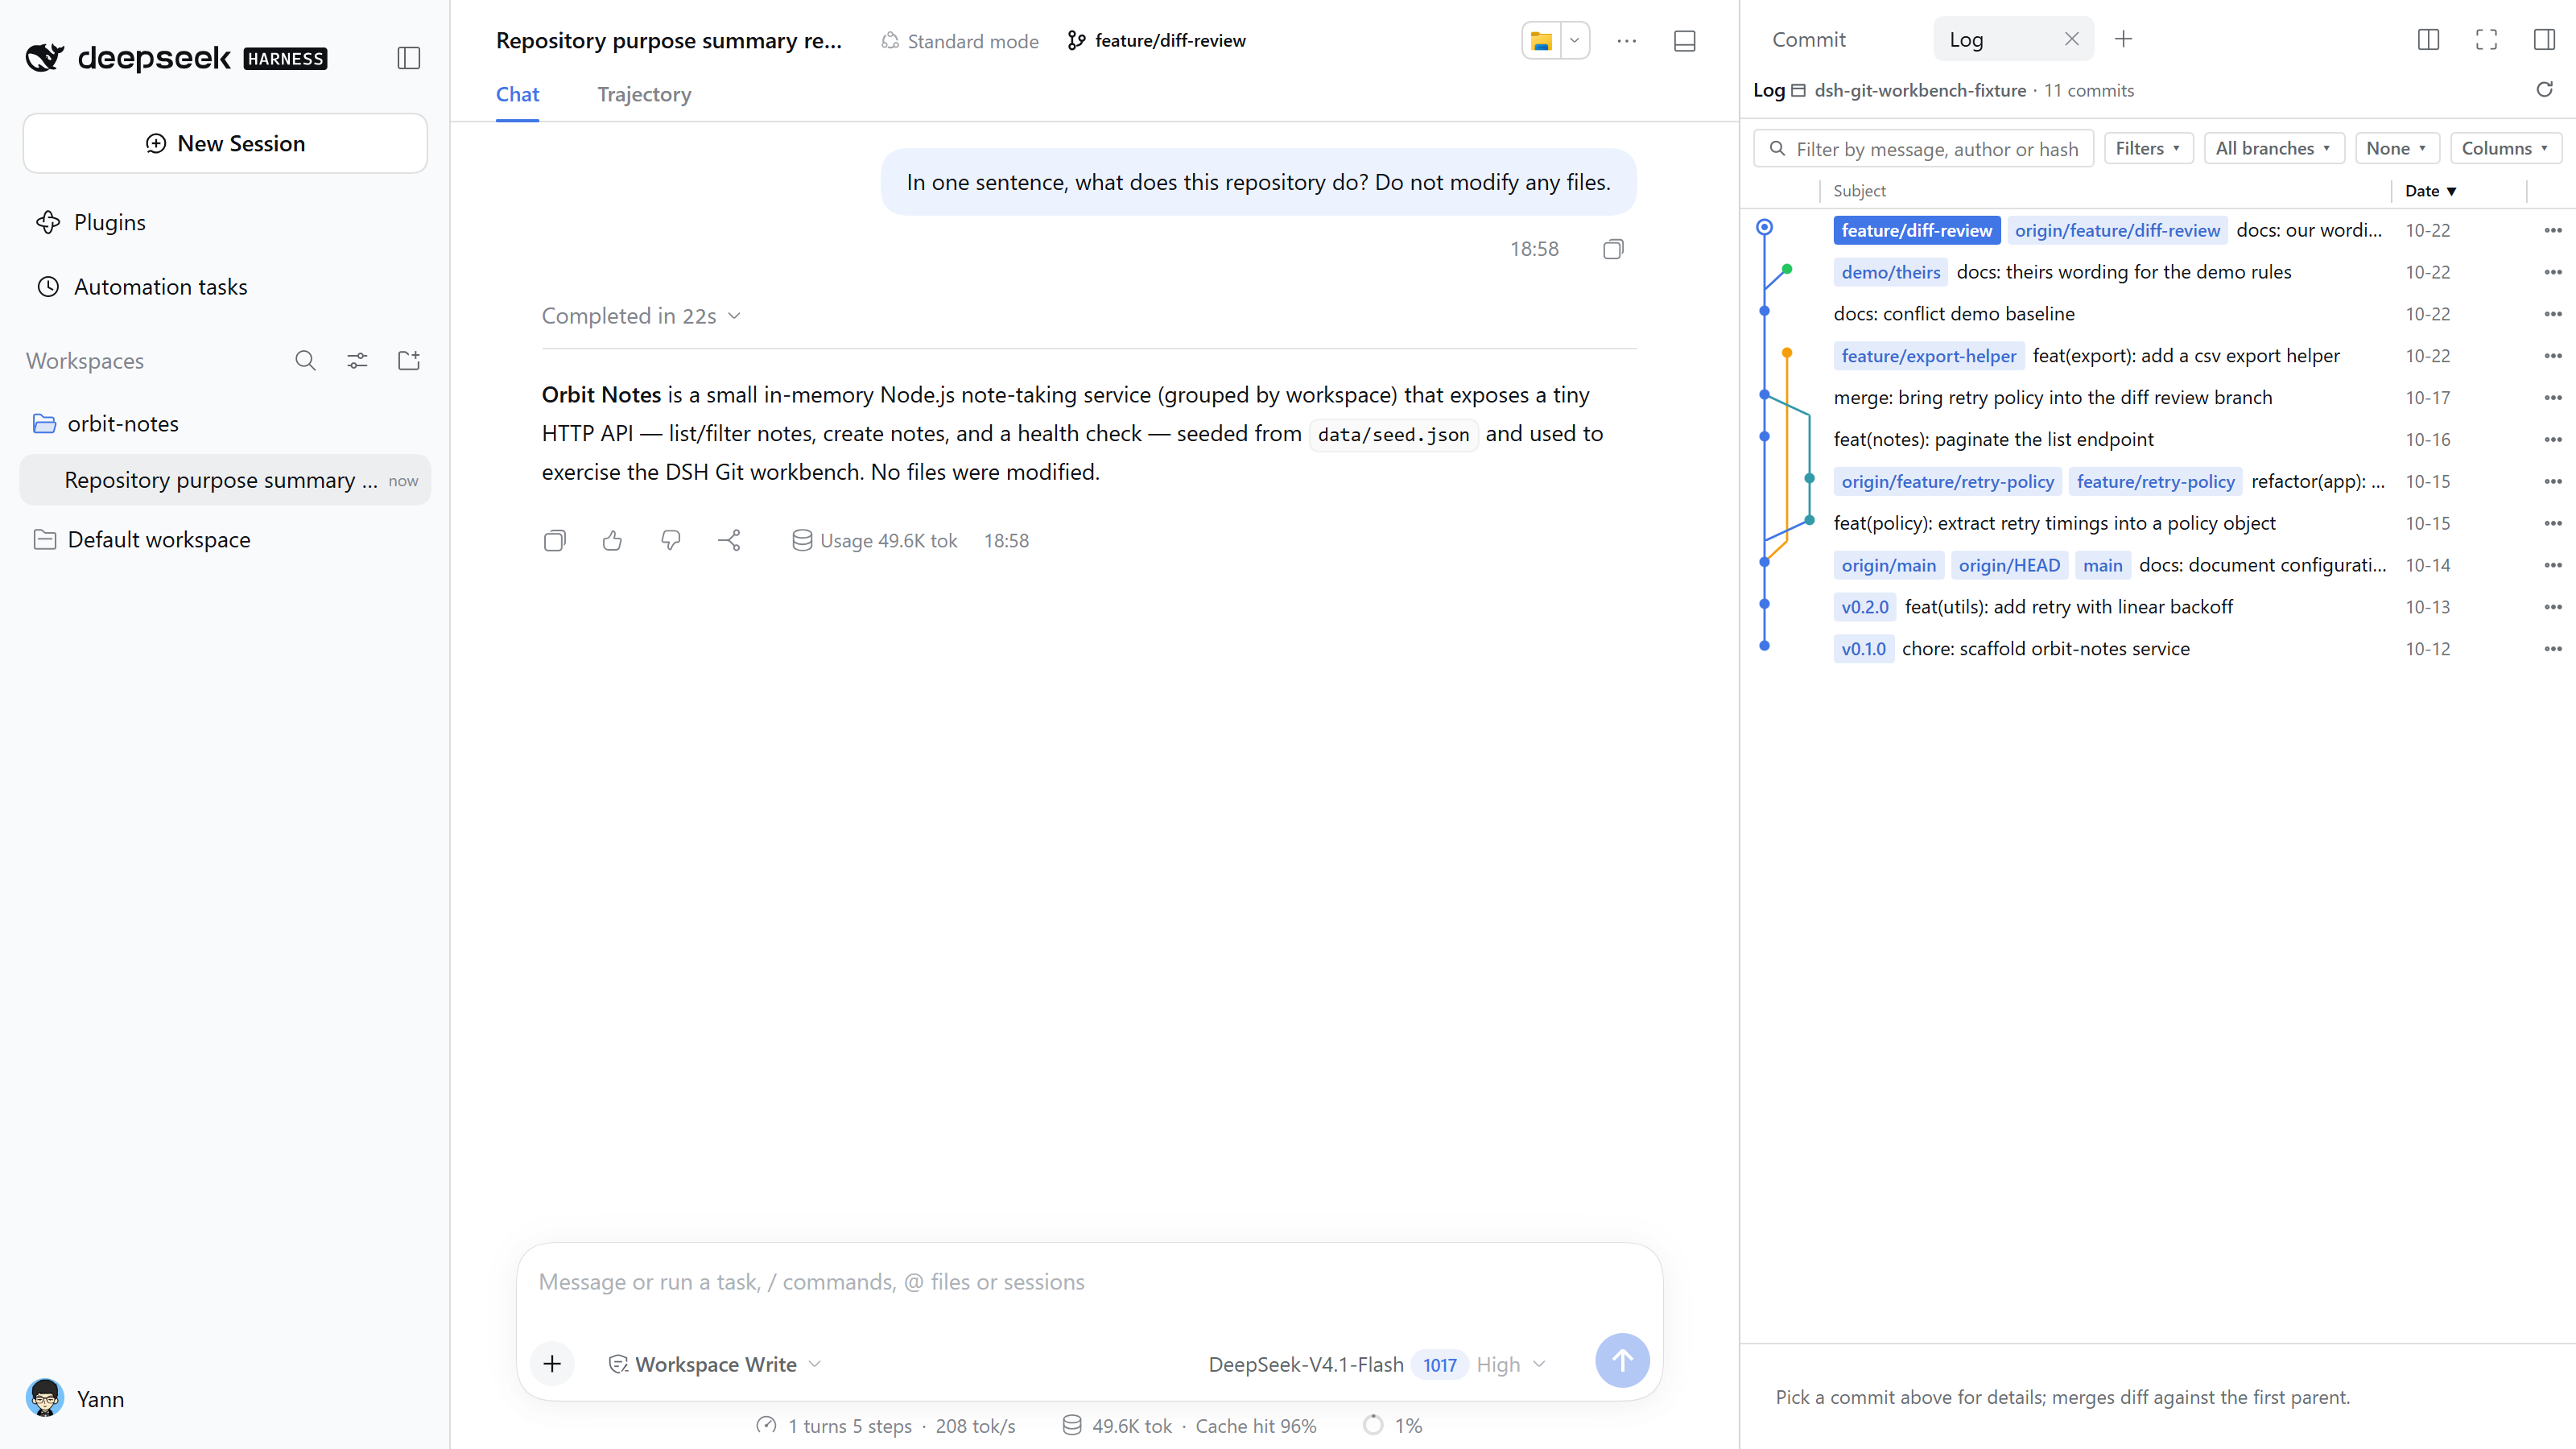 deepseek HARNESS
New Session
Plugins
Automation tasks
Workspaces
orbit-notes
Repository purpose summary ... now
Default workspace
Yann
Repository purpose summary re... Standard mode feature/diff-review
Chat Trajectory
In one sentence, what does this repository do? Do not modify any files.
18:58
Completed in 22s
Orbit Notes is a small in-memory Node.js note-taking service (grouped by workspace) that exposes a tiny
HTTP API — list/filter notes, create notes, and a health check — seeded from data/seed.json and used to
exercise the DSH Git workbench. No files were modified.
Usage 49.6K tok 18:58
Message or run a task, / commands, @ files or sessions
Workspace Write DeepSeek-V4.1-Flash 1017 High
1 turns 5 steps · 208 tok/s 49.6K tok · Cache hit 96% 1%
Commit Log
Log dsh-git-workbench-fixture · 11 commits
Filter by message, author or hash Filters All branches None Columns
Subject Date
feature/diff-review origin/feature/diff-review docs: our wordi... 10-22
demo/theirs docs: theirs wording for the demo rules 10-22
docs: conflict demo baseline 10-22
feature/export-helper feat(export): add a csv export helper 10-22
merge: bring retry policy into the diff review branch 10-17
feat(notes): paginate the list endpoint 10-16
origin/feature/retry-policy feature/retry-policy refactor(app): ... 10-15
feat(policy): extract retry timings into a policy object 10-15
origin/main origin/HEAD main docs: document configurati... 10-14
v0.2.0 feat(utils): add retry with linear backoff 10-13
v0.1.0 chore: scaffold orbit-notes service 10-12
Pick a commit above for details; merges diff against the first parent.